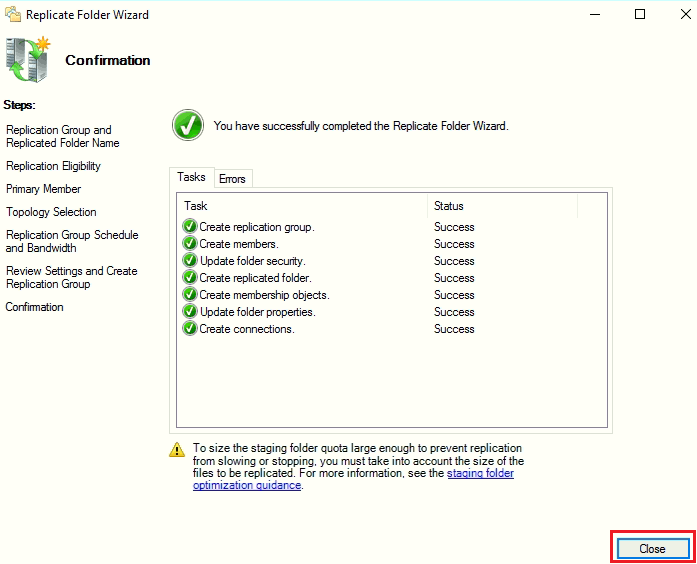 Replicate Folder Wizard
Confirmation
Steps:
Replication Group and
Replicated Folder Name
Replication Eligibility
Primary Member
Topology Selection
Replication Group Schedule
and Bandwidth
Review Settings and Create
Replication Group
Confirmation
You have successfully completed the Replicate Folder Wizard.
Tasks Errors
Task Status
Create replication group. Success
Create members. Success
Update folder security. Success
Create replicated folder. Success
Create membership objects. Success
Update folder properties. Success
Create connections. Success
To size the staging folder quota large enough to prevent replication
from slowing or stopping, you must take into account the size of the
files to be replicated. For more information, see the staging folder
optimization guidance.
Close